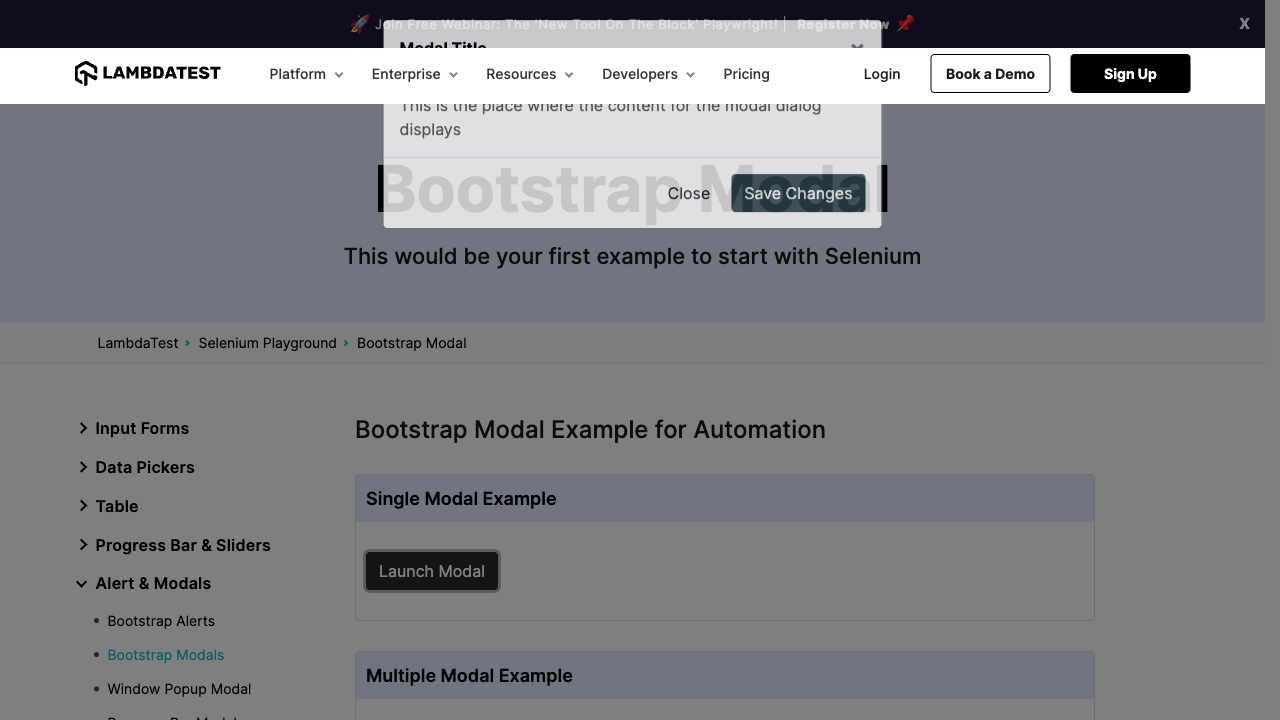 🚀 Join Free Webinar: The 'New Tool On The Block' Playwright! | Register Now 📌
X
Modal Title
LAMBDATEST
Platform
Enterprise
Resources
Developers
Pricing
Login
Book a Demo
Sign Up
This is the place where the content for the modal dialog
displays
Bootstrap Modal
Close
Save Changes
This would be your first example to start with Selenium
LambdaTest › Selenium Playground › Bootstrap Modal
Input Forms
Data Pickers
Table
Progress Bar & Sliders
Alert & Modals
Bootstrap Alerts
Bootstrap Modals
Window Popup Modal
Bootstrap Modal Example for Automation
Single Modal Example
Launch Modal
Multiple Modal Example